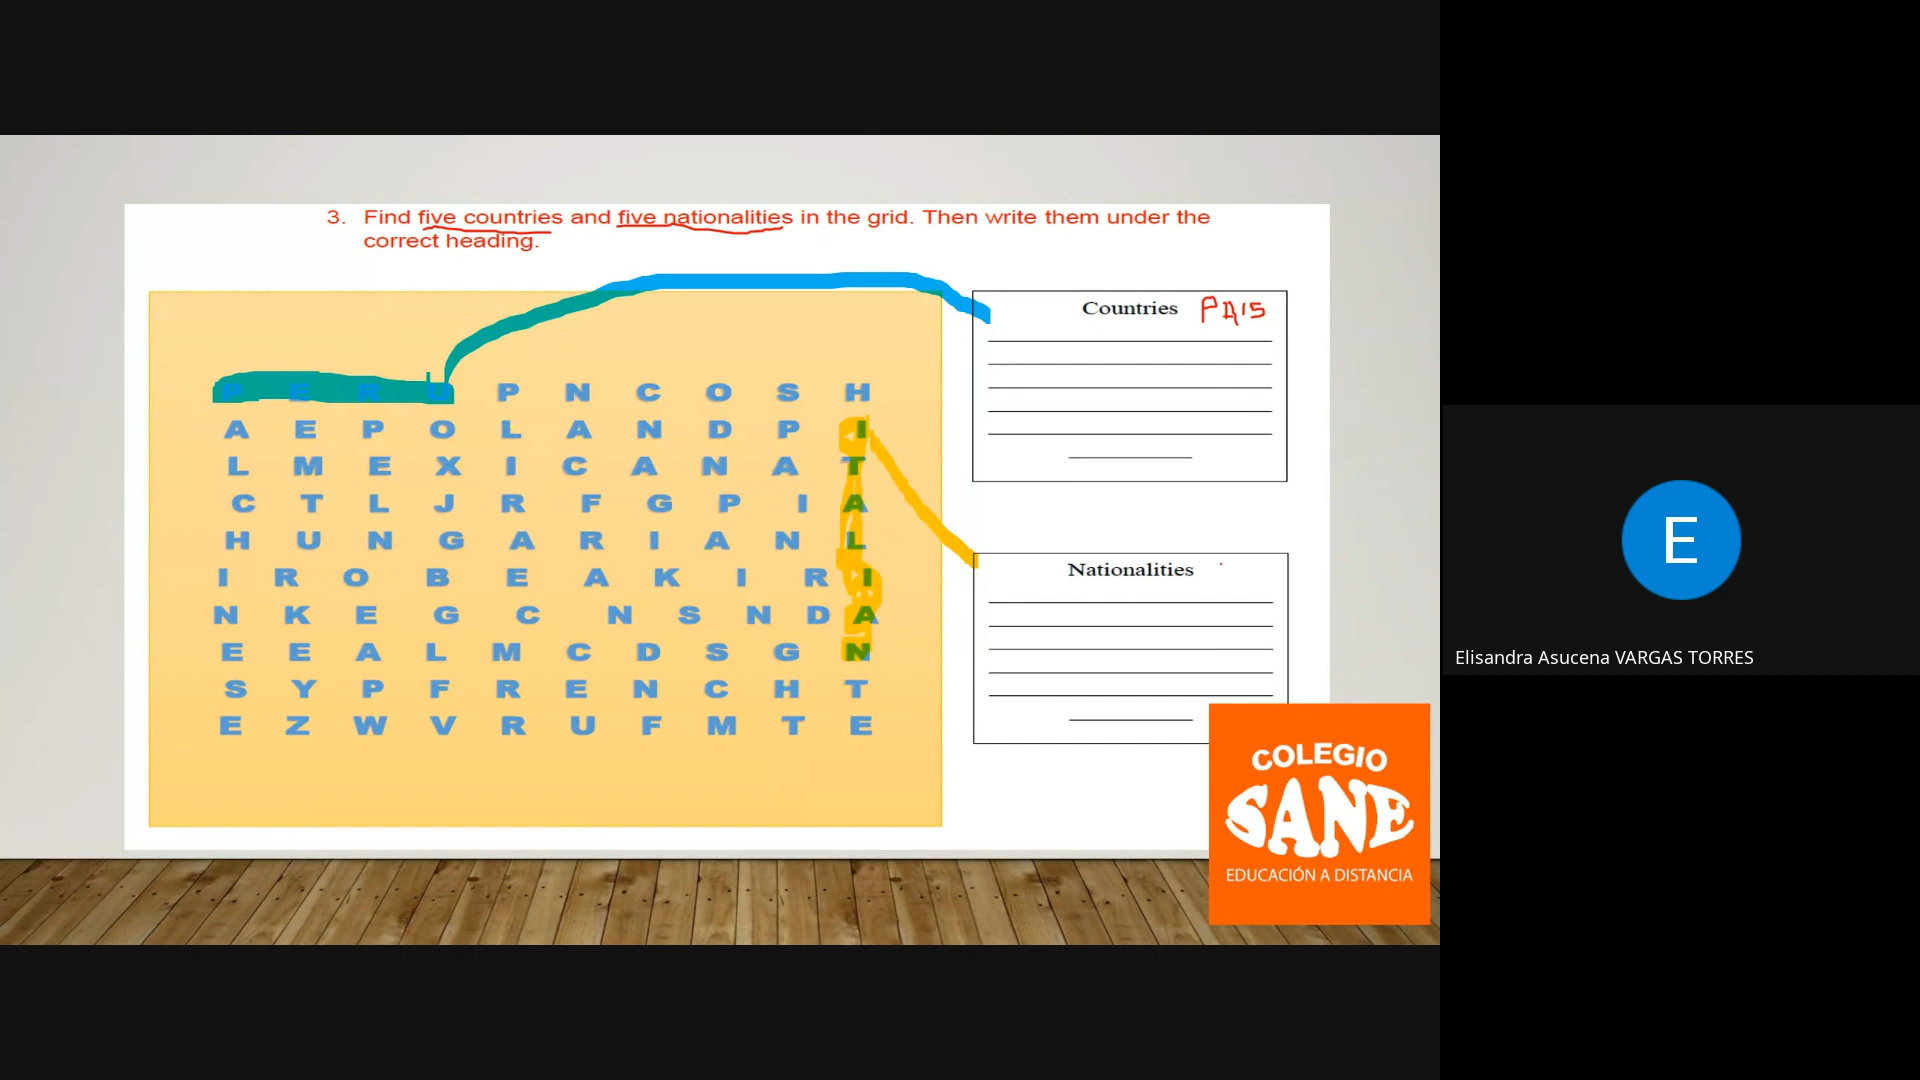 3. Find five countries and five nationalities in the grid. Then write them under the
correct heading.
Countries PAIS
P E R U P N C O S H
A E P O L A N D P I
L M E X I C A N A T
C T L J R F G P I A
H U N G A R I A N L
I R O B E A K I R I
N K E G C N S N D A
E E A L M C D S G N
S Y P F R E N C H T
E Z W V R U F M T E
Nationalities
COLEGIO
SANE
EDUCACIÓN A DISTANCIA
E
Elisandra Asucena VARGAS TORRES